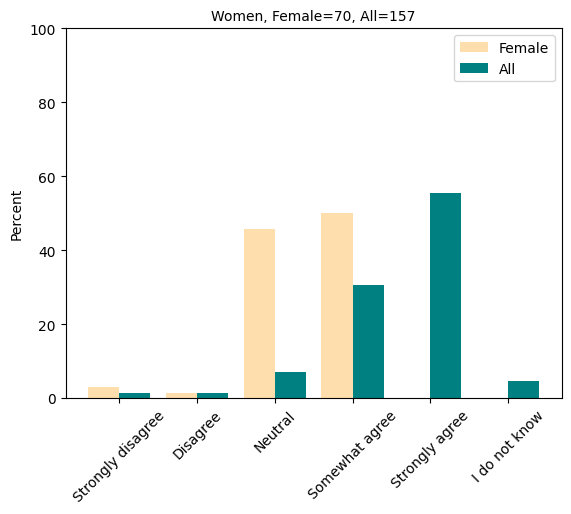 Women, Female=70, All=157
Female
All
Percent
100
80
60
40
20
0
Strongly disagree
Disagree
Neutral
Somewhat agree
Strongly agree
I do not know